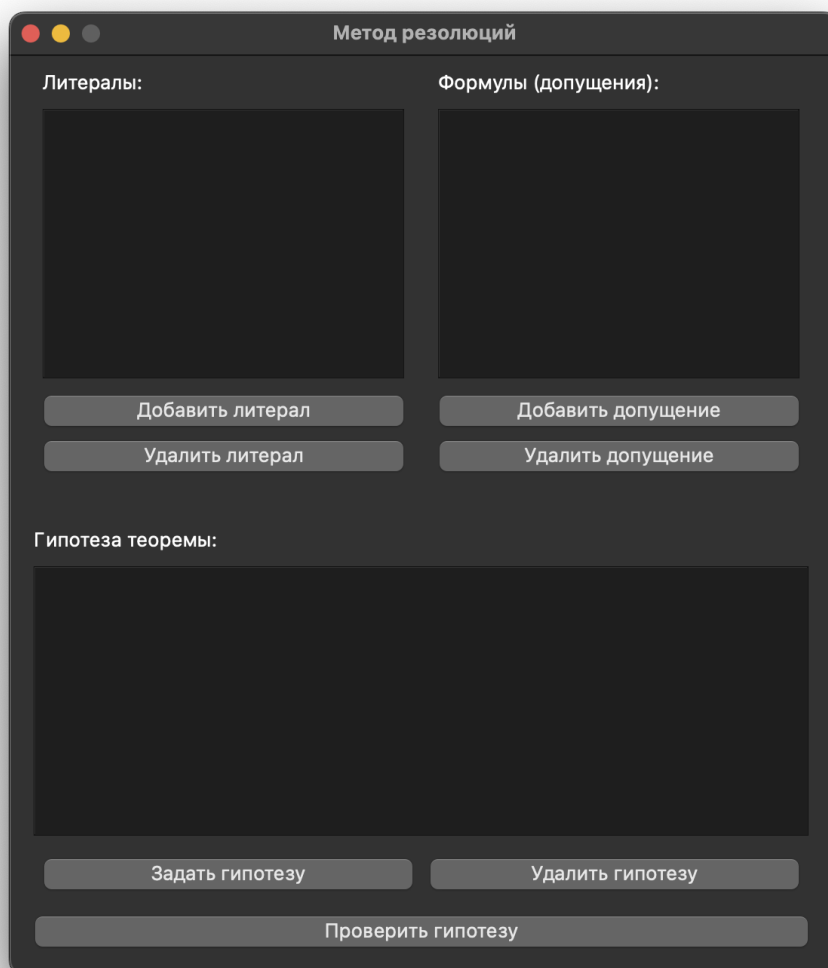 Метод резолюций
Литералы:
Формулы (допущения):
Добавить литерал
Добавить допущение
Удалить литерал
Удалить допущение
Гипотеза теоремы:
Задать гипотезу
Удалить гипотезу
Проверить гипотезу